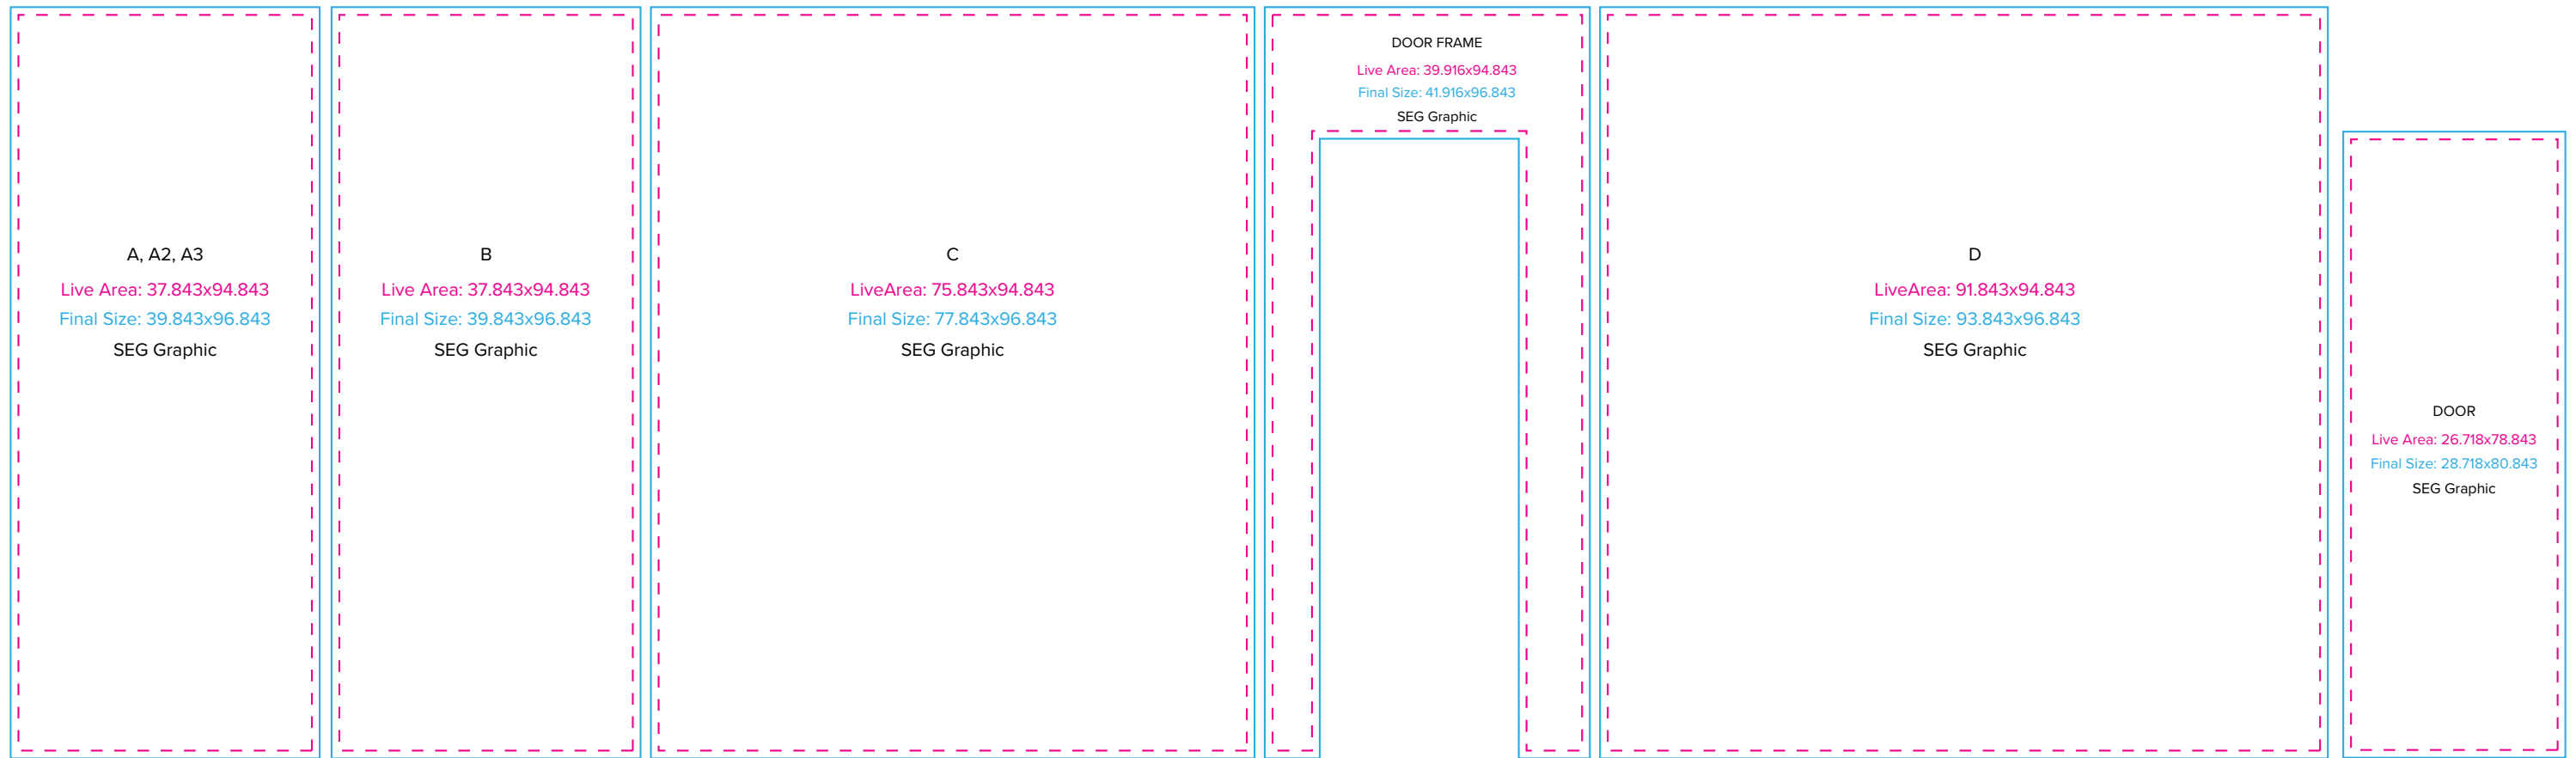 A, A2, A3
Live Area: 37.843x94.843
Final Size: 39.843x96.843
SEG Graphic
B
Live Area: 37.843x94.843
Final Size: 39.843x96.843
SEG Graphic
C
LiveArea: 75.843x94.843
Final Size: 77.843x96.843
SEG Graphic
DOOR FRAME
Live Area: 39.916x94.843
Final Size: 41.916x96.843
SEG Graphic
D
LiveArea: 91.843x94.843
Final Size: 93.843x96.843
SEG Graphic
DOOR
Live Area: 26.718x78.843
Final Size: 28.718x80.843
SEG Graphic